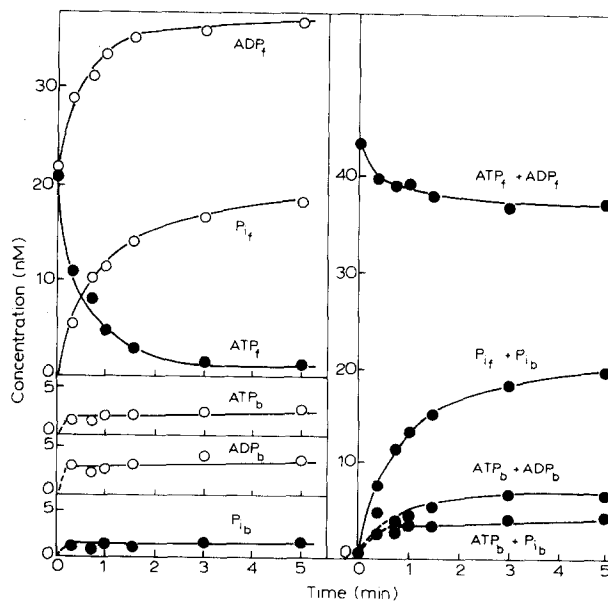 Concentration (nM)
30
20
10
0
5
0
5
0
5
0
ADPf
Pif
ATPf
ATPb
ADPb
Pib
0 1 2 3 4 5
40
30
20
10
0
ATPf + ADPf
Pif + Pib
ATPb + ADPb
ATPb + Pib
0 1 2 3 4 5
Time (min)